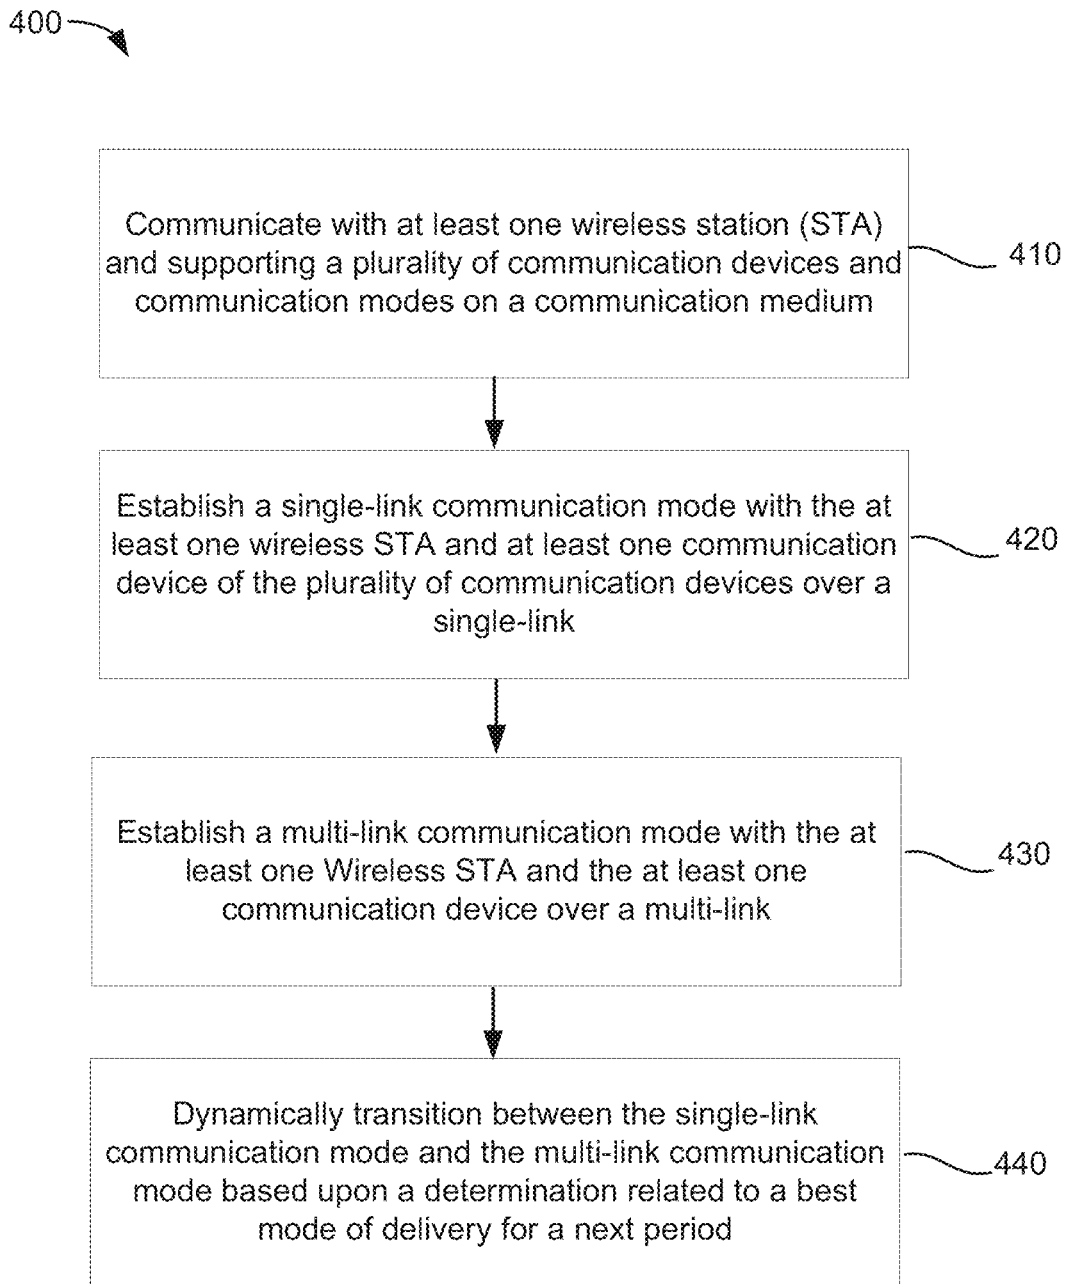 400
Communicate with at least one wireless station (STA)
and supporting a plurality of communication devices and
communication modes on a communication medium
410
Establish a single-link communication mode with the at
least one wireless STA and at least one communication
device of the plurality of communication devices over a
single-link
420
Establish a multi-link communication mode with the at
least one Wireless STA and the at least one
communication device over a multi-link
430
Dynamically transition between the single-link
communication mode and the multi-link communication
mode based upon a determination related to a best
mode of delivery for a next period
440